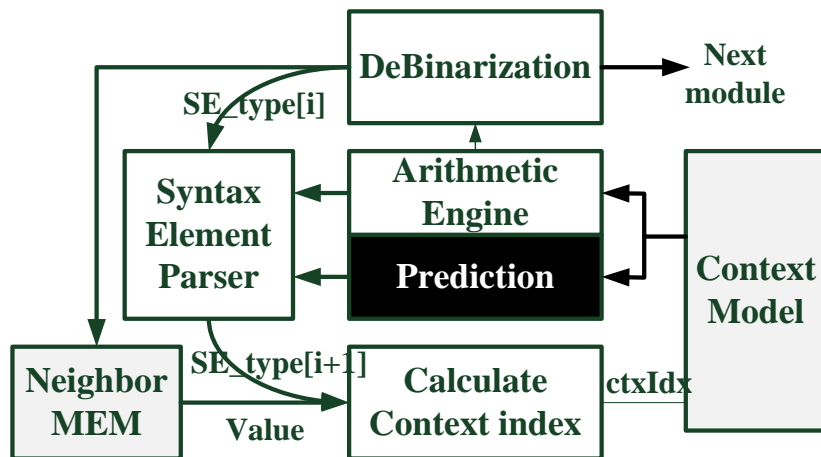 DeBinarization
Next
module
SE_type[i]
Syntax
Element
Parser
Arithmetic
Engine
Prediction
Context
Model
SE_type[i+1]
Neighbor
MEM
Value
Calculate
Context index
ctxIdx